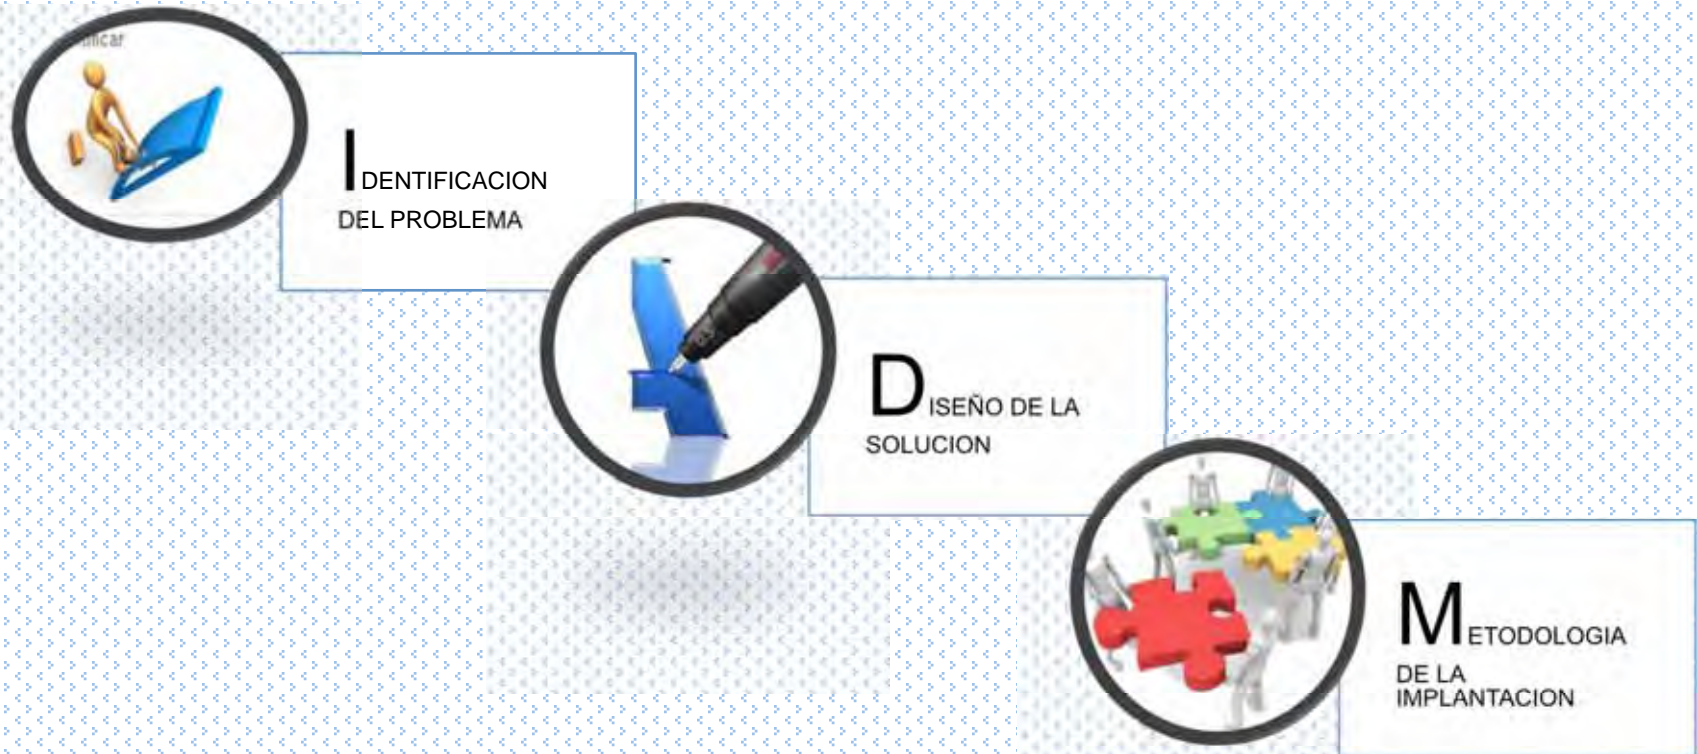 IDENTIFICACION
DEL PROBLEMA
DISEÑO DE LA
SOLUCION
METODOLOGIA
DE LA
IMPLANTACION